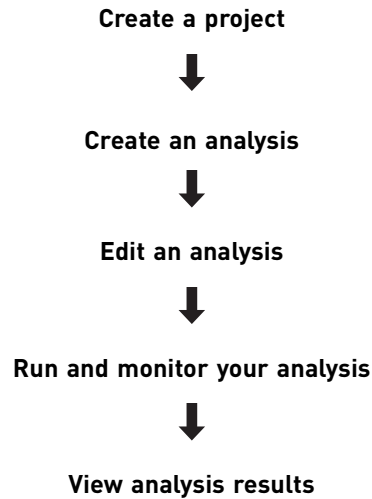 Create a project
Create an analysis
Edit an analysis
Run and monitor your analysis
View analysis results